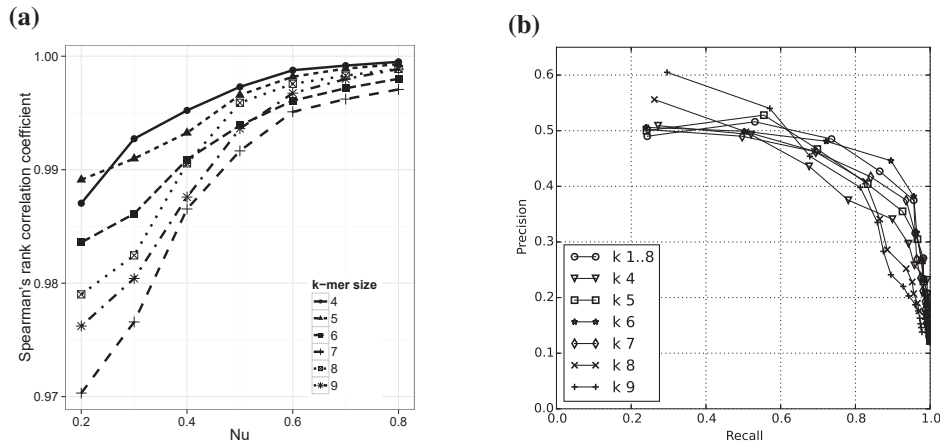 (a)
1.00
0.99
0.98
0.97
0.2
0.4
0.6
0.8
Nu
Spearman's rank correlation coefficient
k−mer size
4
5
6
7
8
9
(b)
0.6
0.5
0.4
0.3
0.2
0.1
0.0
0.0
0.2
0.4
0.6
0.8
1.0
Recall
Precision
k 1..8
k 4
k 5
k 6
k 7
k 8
k 9